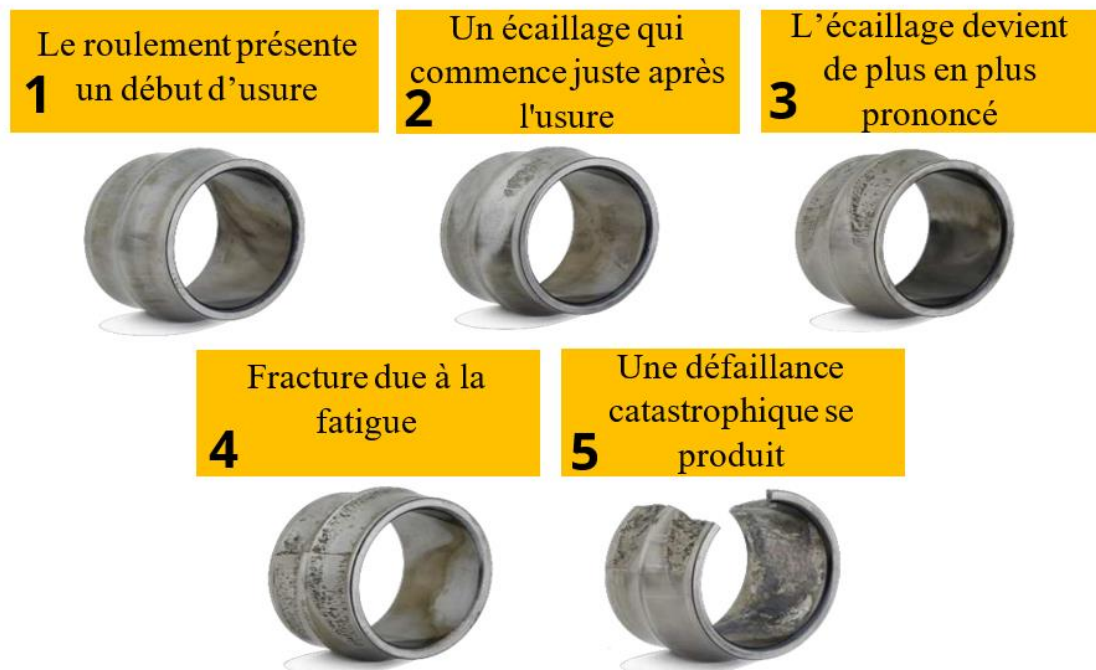 Le roulement présente
1 un début d’usure
Un écaillage qui
commence juste après
2 l'usure
L’écaillage devient
de plus en plus
3 prononcé
Fracture due à la
4 fatigue
Une défaillance
catastrophique se
5 produit